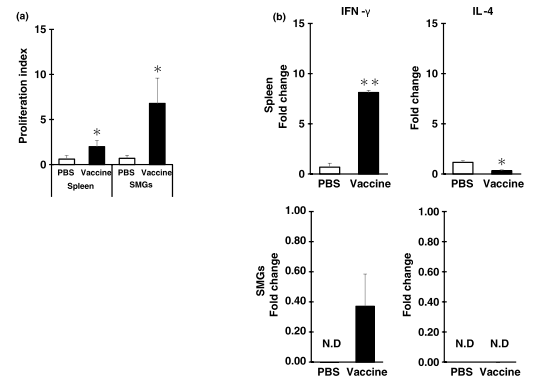 (a)
15
10
5
0
Proliferation index
*
*
PBS Vaccine PBS Vaccine
Spleen SMGs
(b)
IFN -γ IL-4
Spleen
Fold change
15
10
5
0
**
PBS Vaccine
Fold change
15
10
5
0
*
PBS Vaccine
SMGs
Fold change
1.00
0.80
0.60
0.40
0.20
0.00
N.D
PBS Vaccine
Fold change
1.00
0.80
0.60
0.40
0.20
0.00
N.D N.D
PBS Vaccine